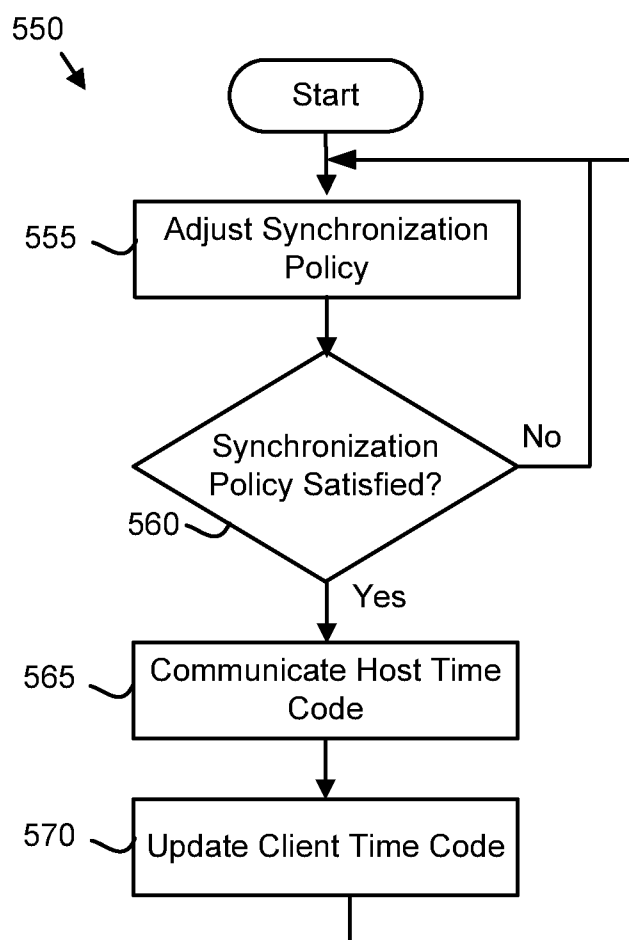 550
Start
555
Adjust Synchronization
Policy
Synchronization
Policy Satisfied?
No
560
Yes
565
Communicate Host Time
Code
570
Update Client Time Code